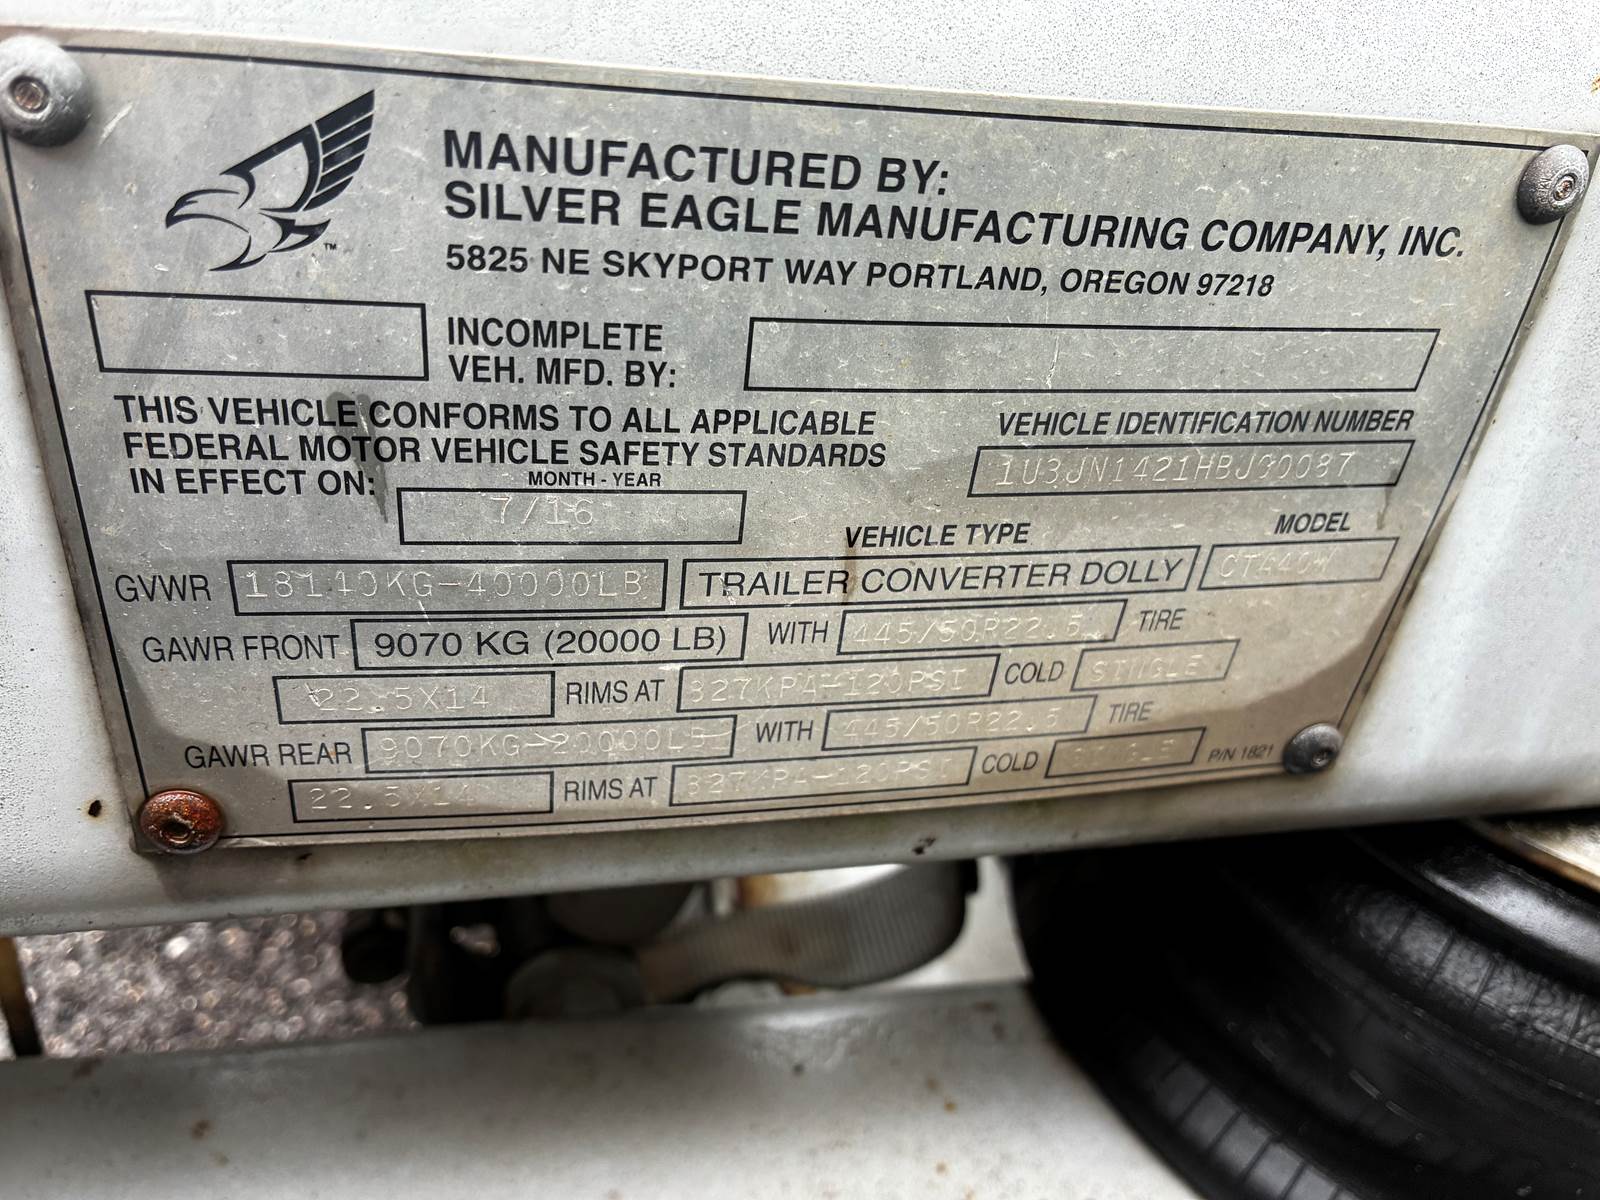 MANUFACTURED BY:
SILVER EAGLE MANUFACTURING COMPANY, INC.
5825 NE SKYPORT WAY PORTLAND, OREGON 97218
TM
INCOMPLETE
VEH. MFD. BY:
THIS VEHICLE CONFORMS TO ALL APPLICABLE
FEDERAL MOTOR VEHICLE SAFETY STANDARDS
IN EFFECT ON:
MONTH - YEAR
7/16
VEHICLE IDENTIFICATION NUMBER
VEHICLE TYPE
MODEL
GVWR 18140KG-40000LB TRAILER CONVERTER DOLLY CT440W
GAWR FRONT 9070 KG (20000 LB) WITH 445/50R22.5 TIRE
22.5X14 RIMS AT 827KPA-120PSI COLD SINGLE
GAWR REAR 9070KG-20000LB WITH 445/50R22.5 TIRE
22.5X14 RIMS AT 827KPA-120PSI COLD
P/N 1821